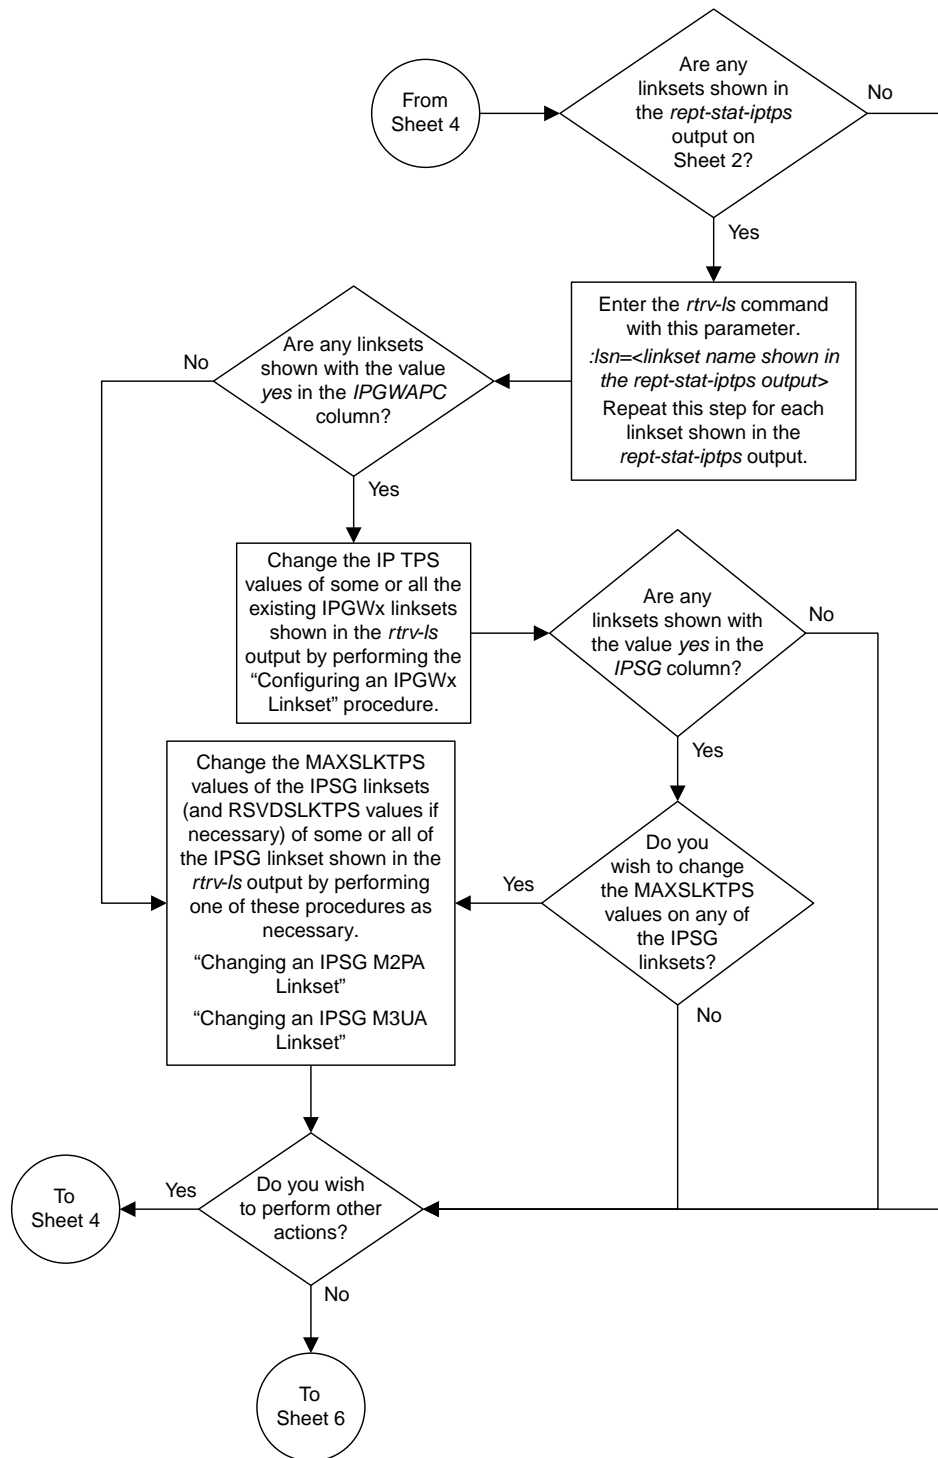 From
Sheet 4
Are any
linksets shown in
the rept-stat-iptps
output on
Sheet 2?
No
Yes
Enter the rtrv-ls command
with this parameter.
:lsn=<linkset name shown in
the rept-stat-iptps output>
Repeat this step for each
linkset shown in the
rept-stat-iptps output.
Are any linksets
shown with the value
yes in the IPGWAPC
column?
No
Yes
Change the IP TPS
values of some or all the
existing IPGWx linksets
shown in the rtrv-ls
output by performing the
“Configuring an IPGWx
Linkset” procedure.
Are any
linksets shown with
the value yes in the
IPSG column?
No
Yes
Change the MAXSLKTPS
values of the IPSG linksets
(and RSVDSLKTPS values if
necessary) of some or all of
the IPSG linkset shown in the
rtrv-ls output by performing
one of these procedures as
necessary.
“Changing an IPSG M2PA
Linkset”
“Changing an IPSG M3UA
Linkset”
Do you
wish to change
the MAXSLKTPS
values on any of
the IPSG
linksets?
Yes
No
Do you wish
to perform other
actions?
Yes
To
Sheet 4
No
To
Sheet 6